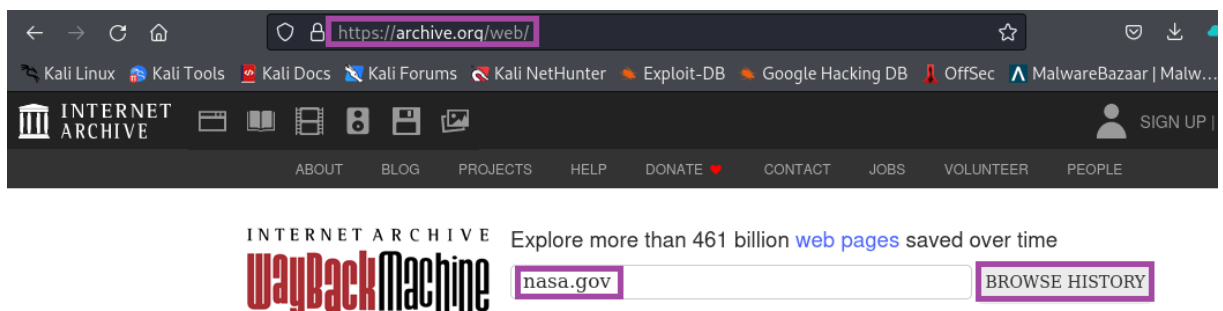 https://archive.org/web/
Kali Linux Kali Tools Kali Docs Kali Forums Kali NetHunter Exploit-DB Google Hacking DB OffSec MalwareBazaar | Malw...
INTERNET
ARCHIVE
SIGN UP |
ABOUT BLOG PROJECTS HELP DONATE CONTACT JOBS VOLUNTEER PEOPLE
INTERNET ARCHIVE
WayBackMachine
Explore more than 461 billion web pages saved over time
nasa.gov
BROWSE HISTORY